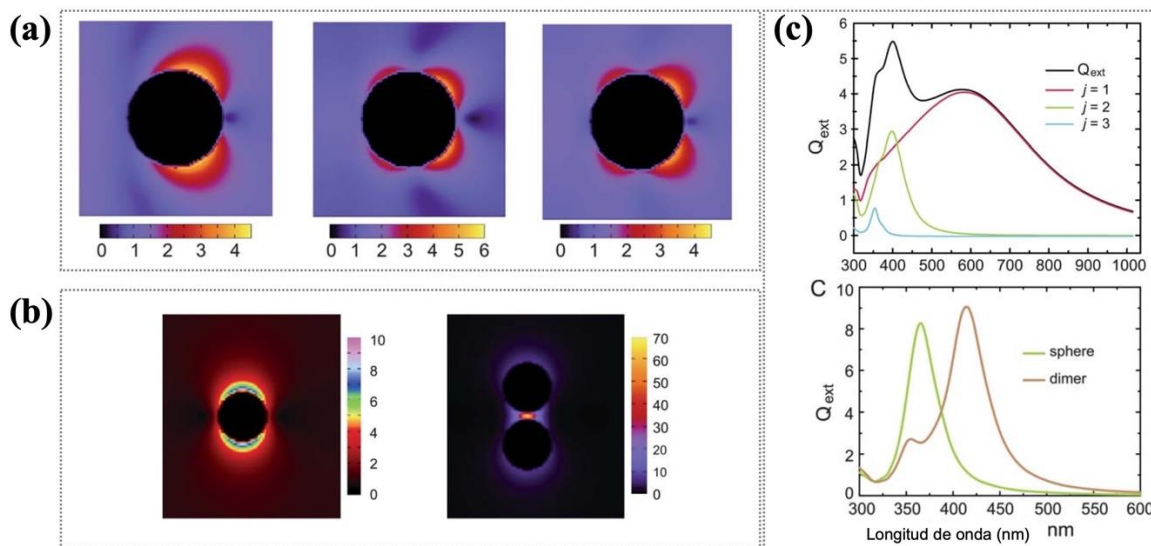 (a)
0 1 2 3 4
0 1 2 3 4 5 6
0 1 2 3 4
(b)
10
8
6
4
2
0
70
60
50
40
30
20
10
0
(c)
6
5
4
3
2
1
0
Qext
Qext
j = 1
j = 2
j = 3
300 400 500 600 700 800 900 1000
C
10
8
6
4
2
0
Qext
sphere
dimer
300 350 400 450 500 550 600
Longitud de onda (nm) nm